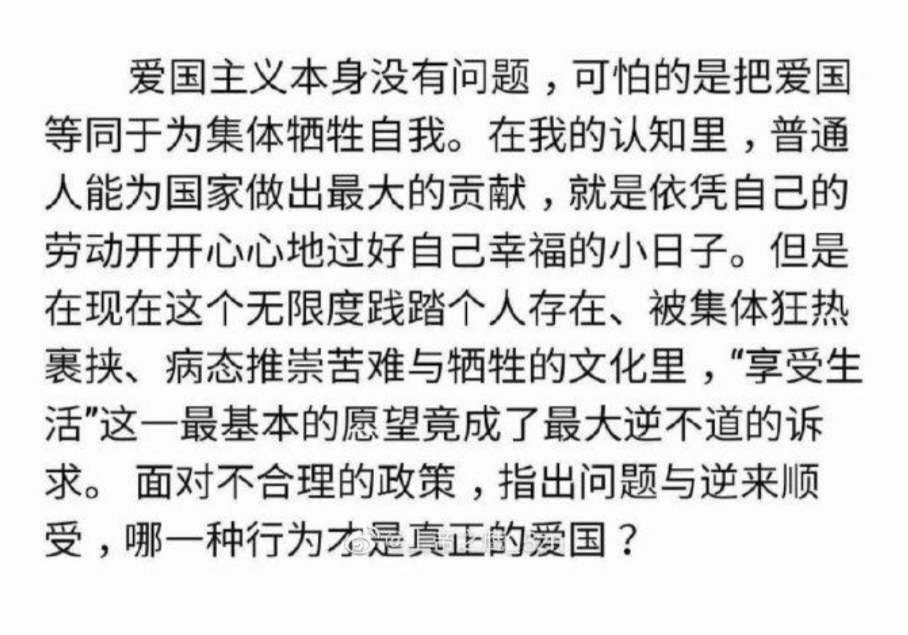 爱国主义本身没有问题，可怕的是把爱国
等同于为集体牺牲自我。在我的认知里，普通
人能为国家做出最大的贡献，就是依凭自己的
劳动开开心心地过好自己幸福的小日子。但是
在现在这个无限度践踏个人存在、被集体狂热
裹挟、病态推崇苦难与牺牲的文化里，“享受生
活”这一最基本的愿望竟成了最大逆不道的诉
求。 面对不合理的政策，指出问题与逆来顺
受，哪一种行为才是真正的爱国？